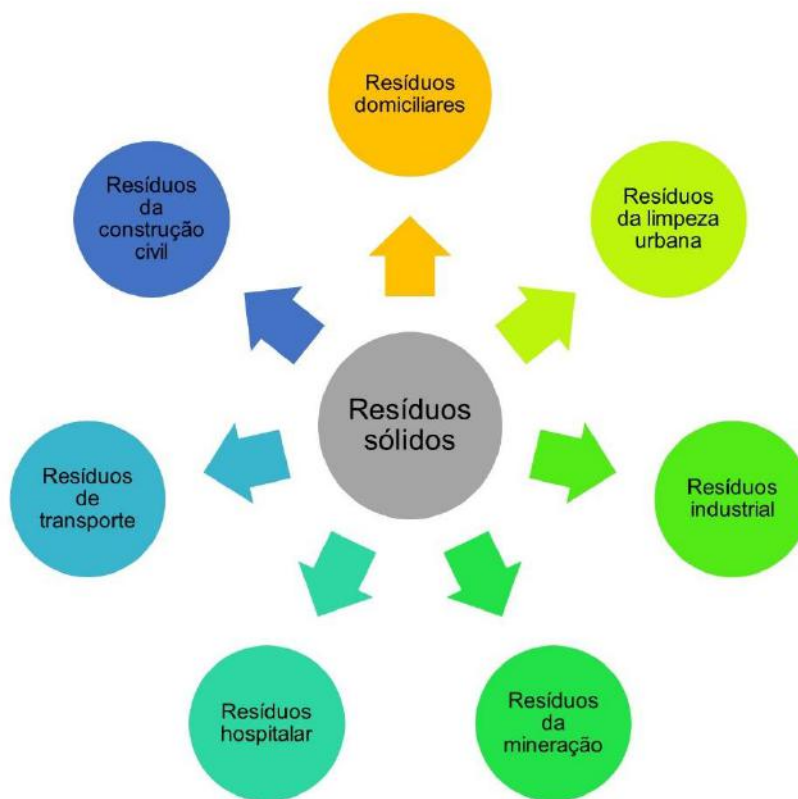 Resíduos
domiciliares
Resíduos
da limpeza
urbana
Resíduos
industrial
Resíduos
da
mineração
Resíduos
hospitalar
Resíduos
de
transporte
Resíduos
da
construção
civil
Resíduos
sólidos